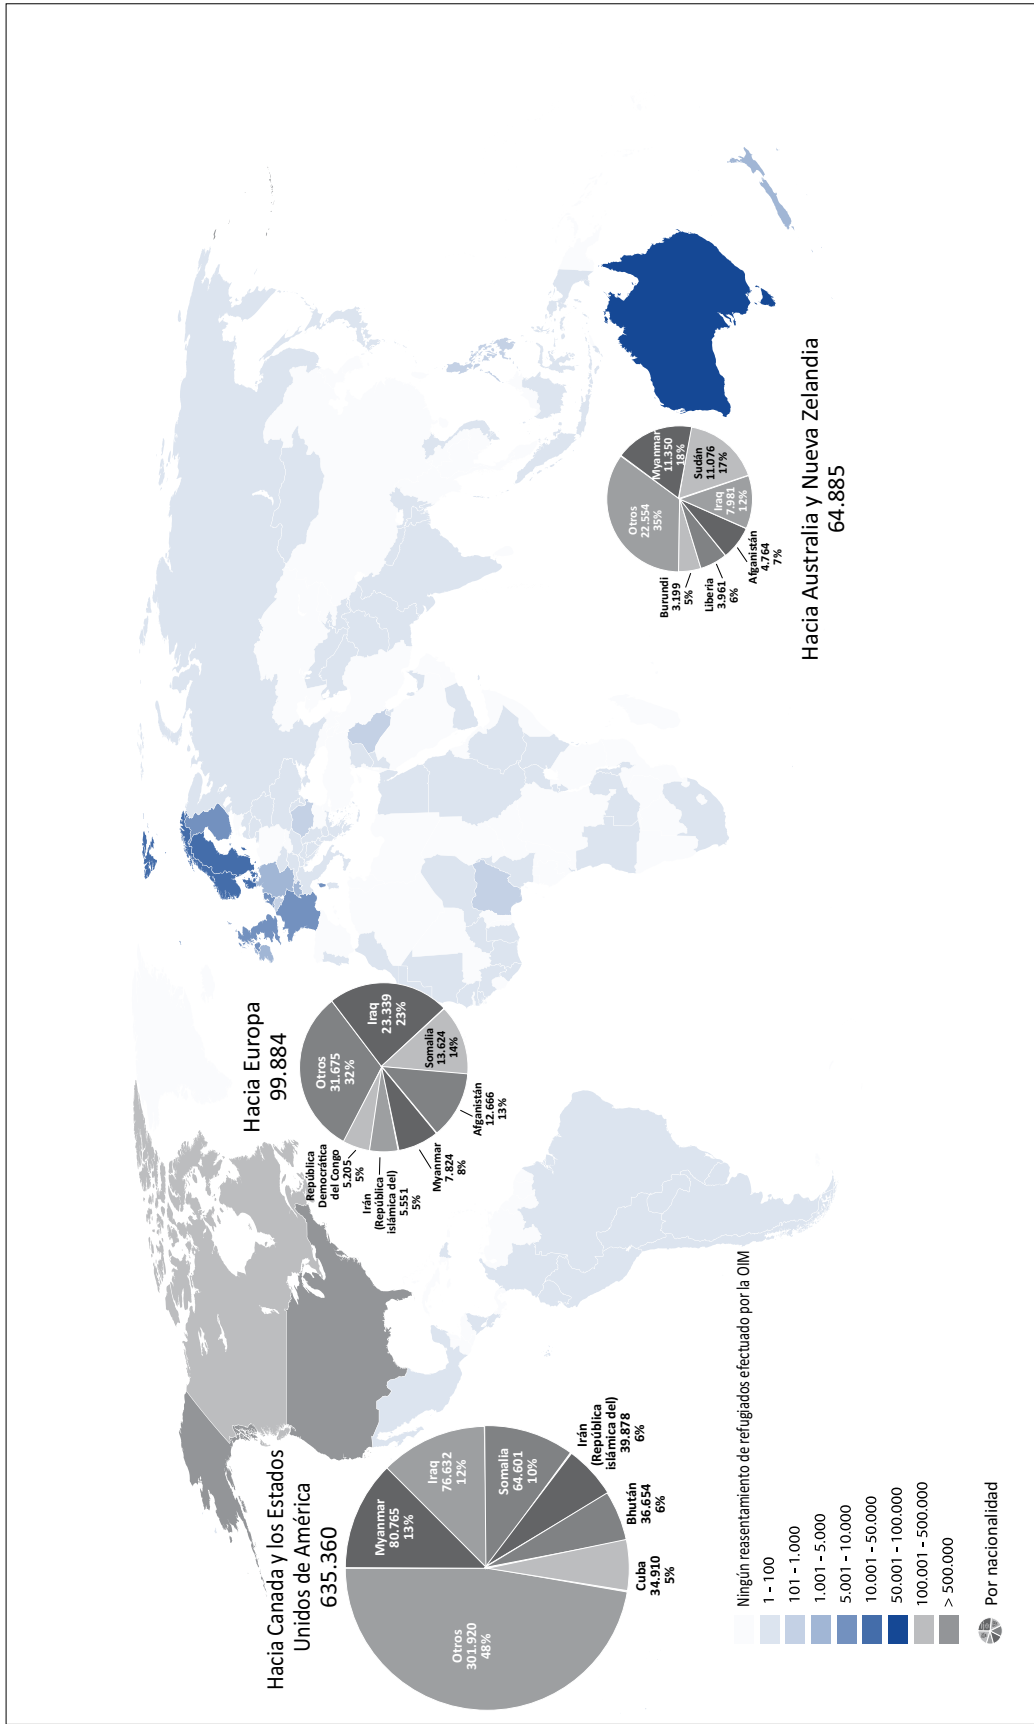 Hacia Canada y los Estados
Unidos de América
635.360
Myanmar
80.765
13%
Iraq
76.632
12%
Somalia
64.601
10%
Irán
(República
islámica del)
39.878
6%
Bhután
36.654
6%
Cuba
34.910
5%
Otros
301.920
48%
Hacia Europa
99.884
Otros
31.675
32%
Iraq
23.339
23%
Somalia
13.624
14%
Afganistán
12.666
13%
Myanmar
7.824
8%
Irán
(República
islámica del)
5.551
5%
República
Democrática
del Congo
5.205
5%
Otros
22.554
35%
Myanmar
11.350
18%
Sudán
11.076
17%
Iraq
7.981
12%
Afganistán
4.764
7%
Liberia
3.961
6%
Burundi
3.199
5%
Hacia Australia y Nueva Zelandia
64.885
Ningún reasentamiento de refugiados efectuado por la OIM
1 - 100
101 - 1.000
1.001 - 5.000
5.001 - 10.000
10.001 - 50.000
50.001 - 100.000
100.001 - 500.000
> 500.000
Por nacionalidad